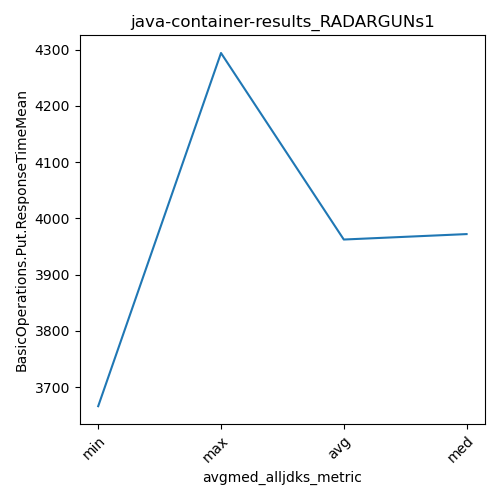 java-container-results_RADARGUNs1
BasicOperations.Put.ResponseTimeMean
4300
4200
4100
4000
3900
3800
3700
min
max
avg
med
avgmed_alljdks_metric